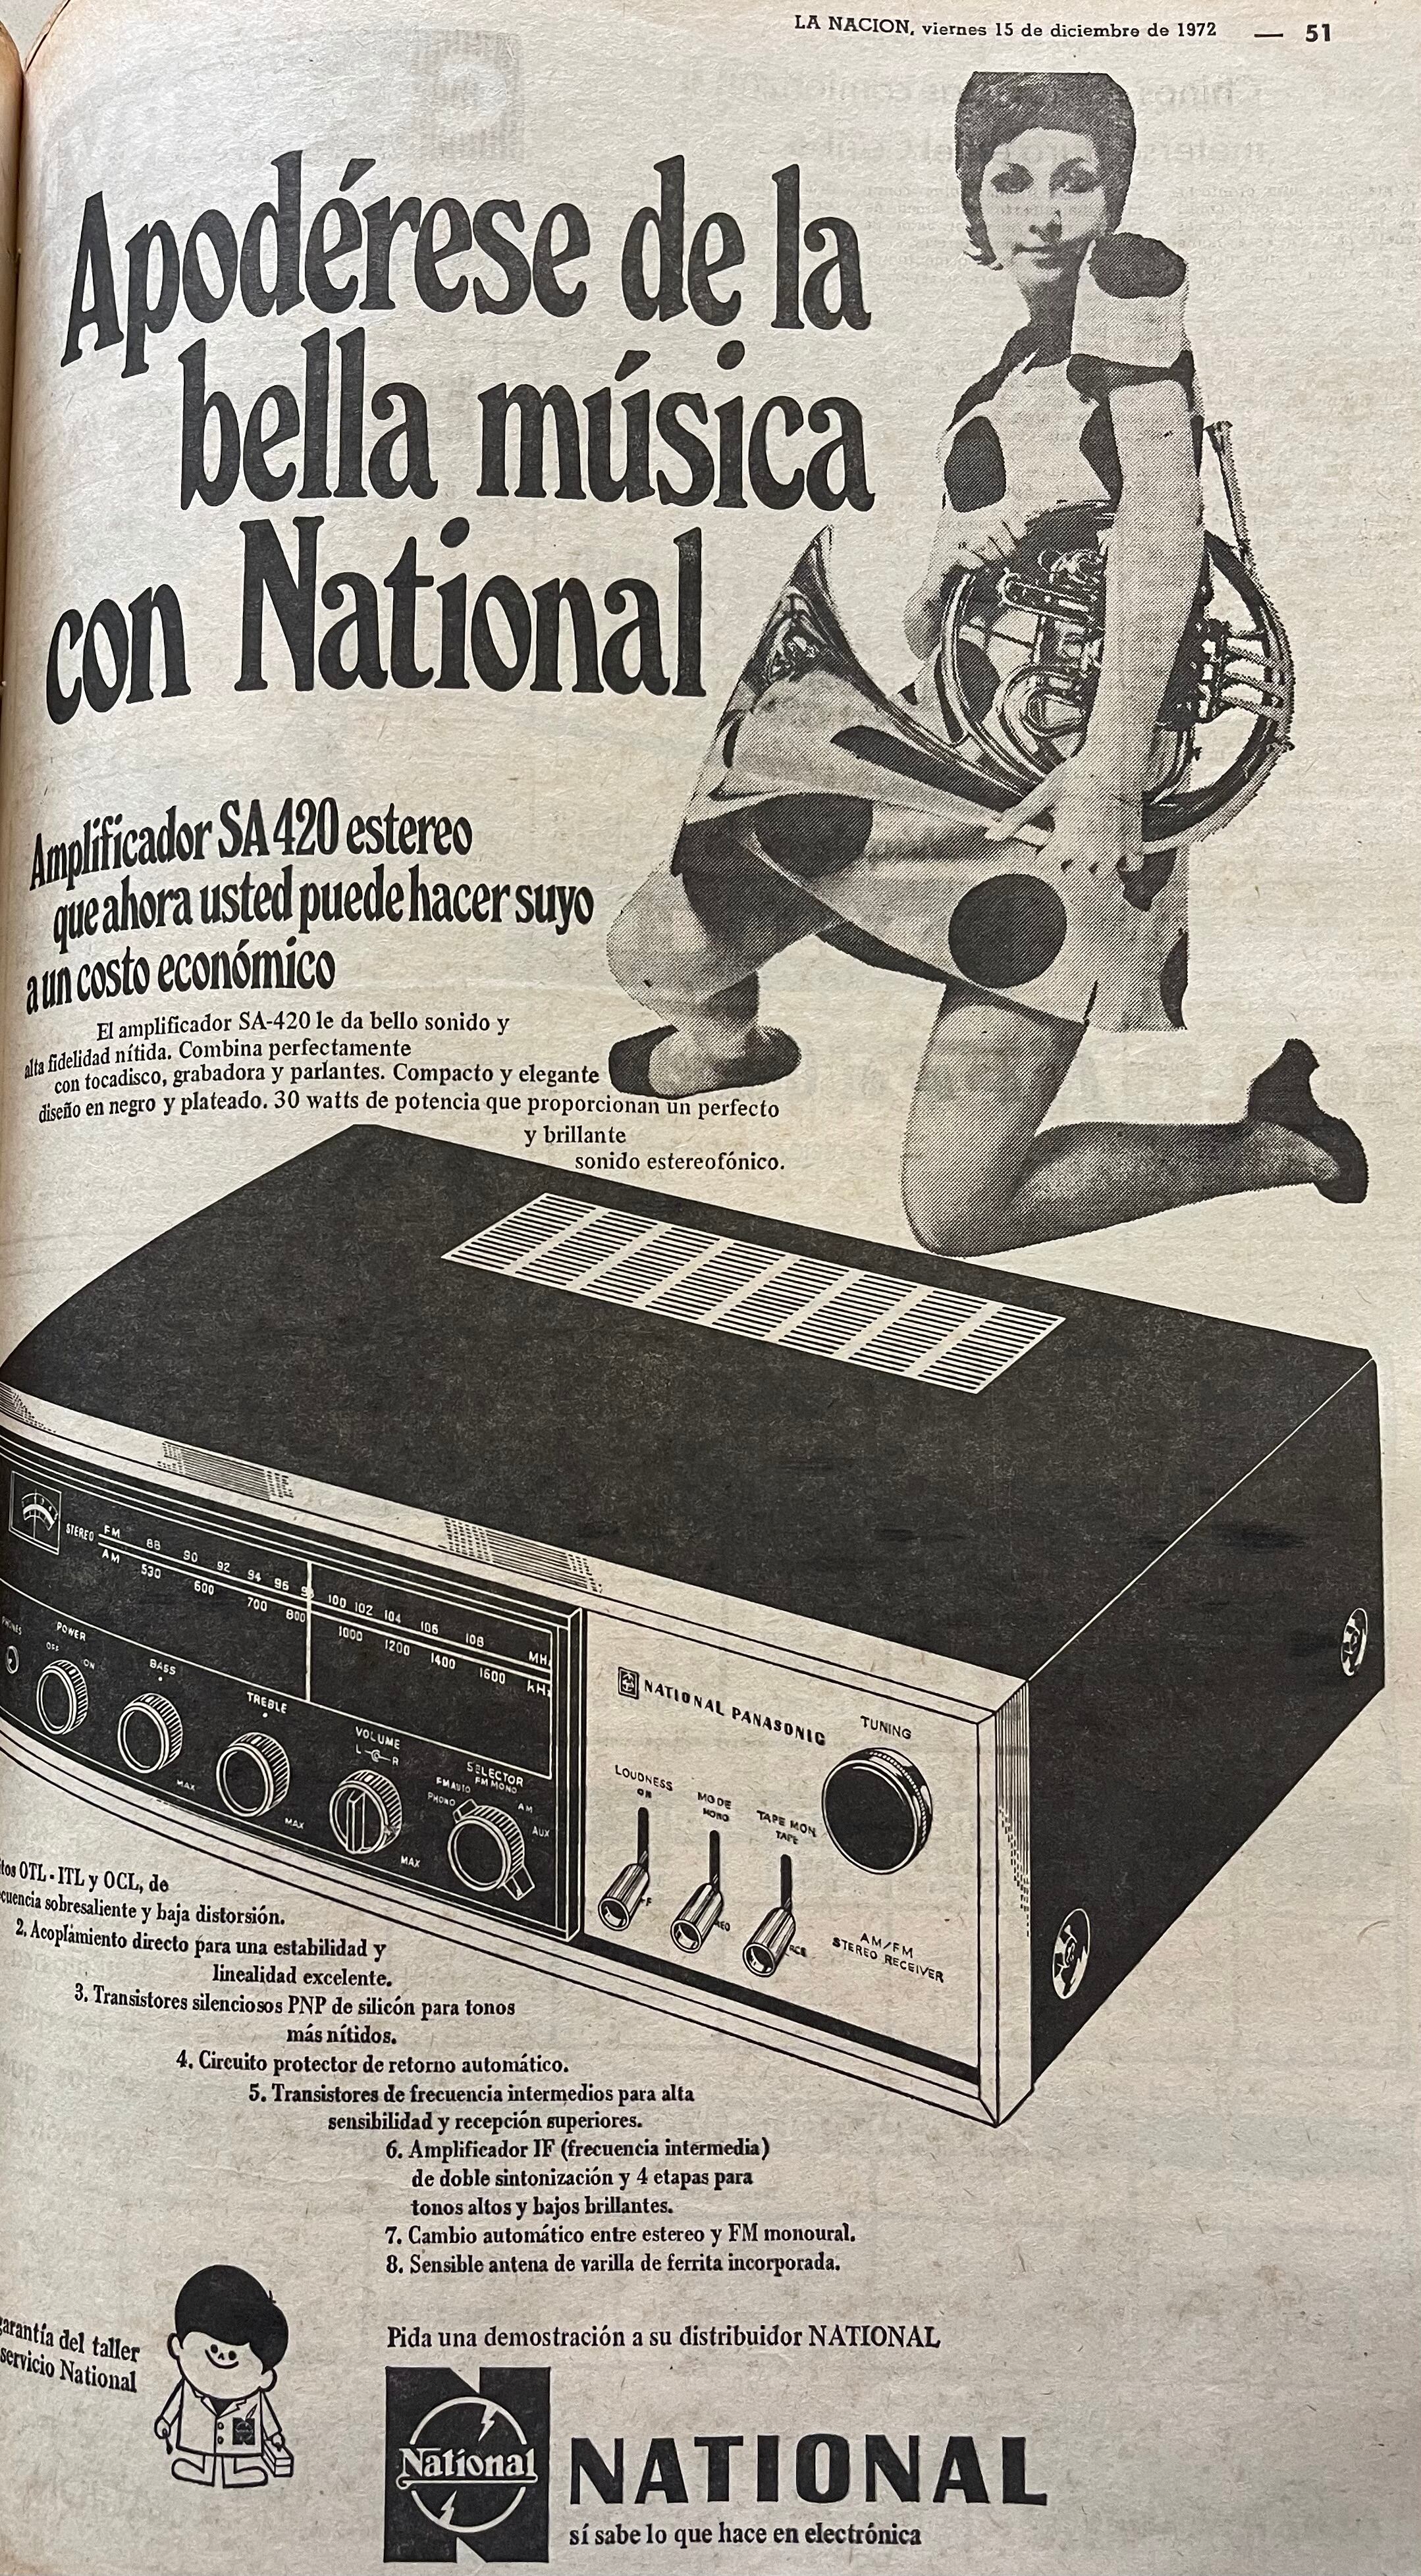 LA NACION, viernes 15 de diciembre de 1972 — 51
Apodérese de la
bella música
con National
Amplificador SA 420 estereo
que ahora usted puede hacer suyo
a un costo económico
El amplificador SA-420 le da bello sonido y
alta fidelidad nítida. Combina perfectamente
con tocadisco, grabadora y parlantes. Compacto y elegante
diseño en negro y plateado. 30 watts de potencia que proporcionan un perfecto
y brillante
sonido estereofónico.
STEREO
FM 88 90 92 94 96 98 100 102 104 106 108 MHz
AM 530 600 700 800 1000 1200 1400 1600 kHz
PHONES
POWER
OFF
ON
BASS
MAX
TREBLE
MAX
VOLUME
L R
MAX
SELECTOR
FM AUTO FM MONO
PHONO
AM
AUX
NATIONAL PANASONIC
TUNING
LOUDNESS
ON
MODE
MONO
TAPE MON
TAPE
AM/FM
STEREO RECEIVER
tos OTL-ITL y OCL, de
cuencia sobresaliente y baja distorsión.
2. Acoplamiento directo para una estabilidad y
linealidad excelente.
3. Transistores silenciosos PNP de silicón para tonos
más nítidos.
4. Circuito protector de retorno automático.
5. Transistores de frecuencia intermedios para alta
sensibilidad y recepción superiores.
6. Amplificador IF (frecuencia intermedia)
de doble sintonización y 4 etapas para
tonos altos y bajos brillantes.
7. Cambio automático entre estereo y FM monoural.
8. Sensible antena de varilla de ferrita incorporada.
garantía del taller
servicio National
Pida una demostración a su distribuidor NATIONAL
National
NATIONAL
sí sabe lo que hace en electrónica